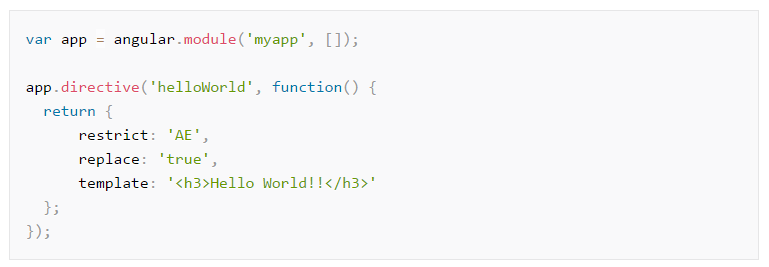 var app = angular.module('myapp', []);

app.directive('helloWorld', function() {
  return {
      restrict: 'AE',
      replace: 'true',
      template: '<h3>Hello World!!</h3>'
  };
});